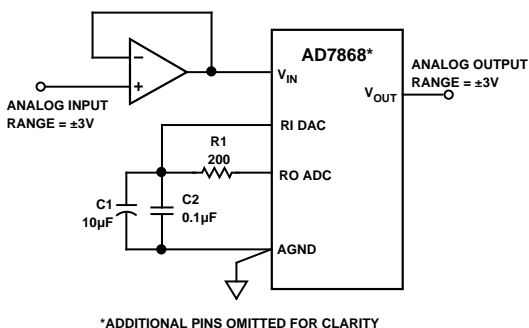 AD7868*
ANALOG OUTPUT
RANGE = ±3V
−
+
V_IN
V_OUT
ANALOG INPUT
RANGE = ±3V
RI DAC
R1
200
RO ADC
C1
10µF
C2
0.1µF
AGND
*ADDITIONAL PINS OMITTED FOR CLARITY